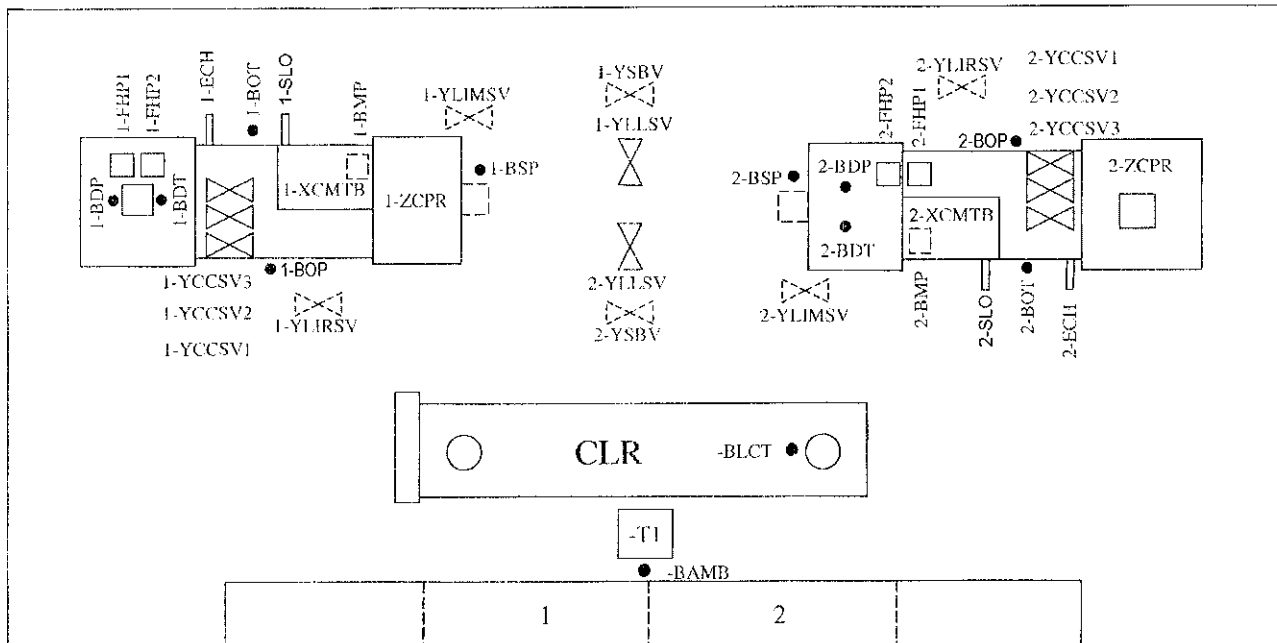 1-FHP1
1-FHP2
1-ECH
1-BOT
1-SLO
1-BMP
1-YLIMSV
1-YSBV
1-YLLSV
2-FHP2
2-FHP1
2-YLIRSV
2-YCCSV1
2-YCCSV2
2-YCCSV3
2-BOP
1-BDP
1-BDT
1-XCMTB
1-ZCPR
1-BSP
2-BSP
2-BDP
2-BDT
2-XCMTB
2-ZCPR
1-BOP
1-YCCSV3
1-YCCSV2
1-YCCSV1
1-YLIRSV
2-YLLSV
2-YSBV
2-YLIMSV
2-BMP
2-SLO
2-BOT
2-ECH
CLR
-BLCT
-T1
-BAMB
1
2